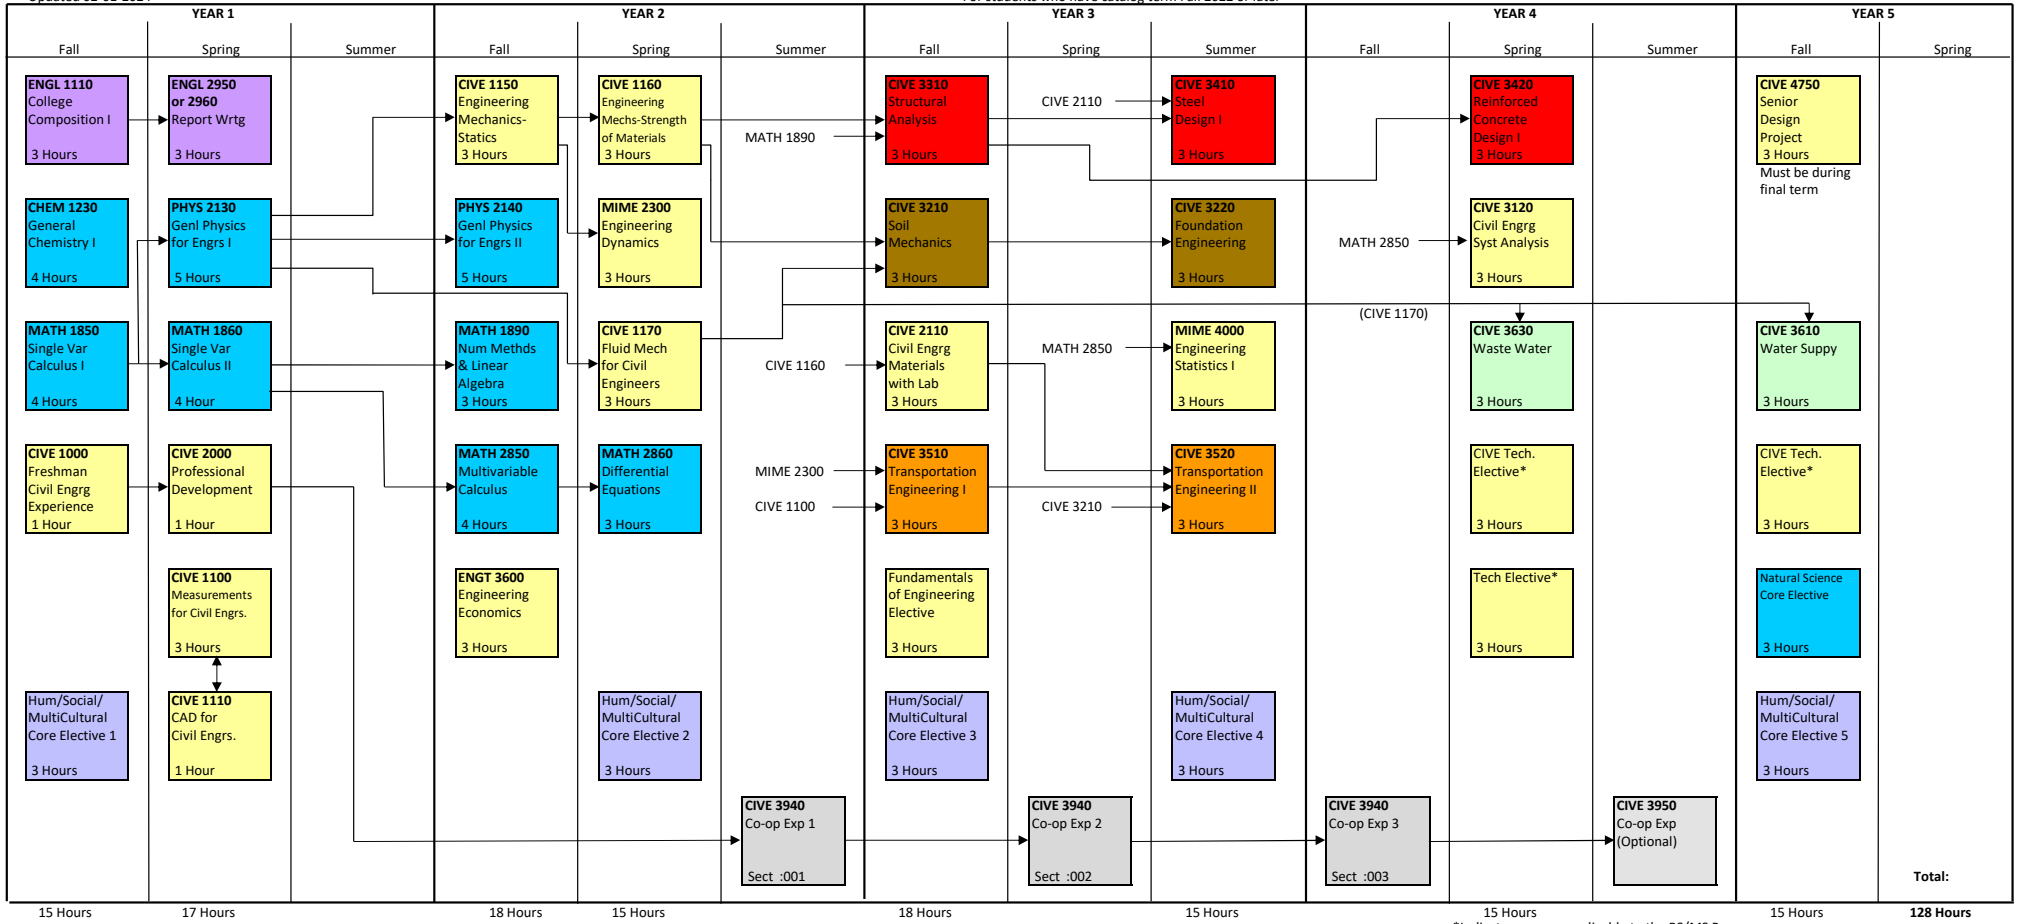 YEAR 1
YEAR 2
YEAR 3
YEAR 4
YEAR 5
Fall
Spring
Summer
Fall
Spring
Summer
Fall
Spring
Summer
Fall
Spring
Summer
Fall
Spring
ENGL 1110
College
Composition I
3 Hours
ENGL 2950
or 2960
Report Wrtg
3 Hours
CIVE 1150
Engineering
Mechanics-
Statics
3 Hours
CIVE 1160
Engineering
Mechs-Strength
of Materials
3 Hours
MATH 1890
CIVE 3310
Structural
Analysis
3 Hours
CIVE 2110
CIVE 3410
Steel
Design I
3 Hours
CIVE 3420
Reinforced
Concrete
Design I
3 Hours
CIVE 4750
Senior
Design
Project
3 Hours
Must be during
final term
CHEM 1230
General
Chemistry I
4 Hours
PHYS 2130
Genl Physics
for Engrs I
5 Hours
PHYS 2140
Genl Physics
for Engrs II
5 Hours
MIME 2300
Engineering
Dynamics
3 Hours
CIVE 3210
Soil
Mechanics
3 Hours
CIVE 3220
Foundation
Engineering
3 Hours
MATH 2850
CIVE 3120
Civil Engrg
Syst Analysis
3 Hours
MATH 1850
Single Var
Calculus I
4 Hours
MATH 1860
Single Var
Calculus II
4 Hour
MATH 1890
Num Methds
& Linear
Algebra
3 Hours
CIVE 1170
Fluid Mech
for Civil
Engineers
3 Hours
CIVE 1160
CIVE 2110
Civil Engrg
Materials
with Lab
3 Hours
MATH 2850
MIME 4000
Engineering
Statistics I
3 Hours
(CIVE 1170)
CIVE 3630
Waste Water
3 Hours
CIVE 3610
Water Suppy
3 Hours
CIVE 1000
Freshman
Civil Engrg
Experience
1 Hour
CIVE 2000
Professional
Development
1 Hour
MATH 2850
Multivariable
Calculus
4 Hours
MATH 2860
Differential
Equations
3 Hours
MIME 2300
CIVE 1100
CIVE 3510
Transportation
Engineering I
3 Hours
CIVE 3210
CIVE 3520
Transportation
Engineering II
3 Hours
CIVE Tech.
Elective*
3 Hours
CIVE Tech.
Elective*
3 Hours
CIVE 1100
Measurements
for Civil Engrs.
3 Hours
ENGT 3600
Engineering
Economics
3 Hours
Fundamentals
of Engineering
Elective
3 Hours
Tech Elective*
3 Hours
Natural Science
Core Elective
3 Hours
Hum/Social/
MultiCultural
Core Elective 1
3 Hours
CIVE 1110
CAD for
Civil Engrs.
1 Hour
Hum/Social/
MultiCultural
Core Elective 2
3 Hours
Hum/Social/
MultiCultural
Core Elective 3
3 Hours
Hum/Social/
MultiCultural
Core Elective 4
3 Hours
Hum/Social/
MultiCultural
Core Elective 5
3 Hours
CIVE 3940
Co-op Exp 1
Sect :001
CIVE 3940
Co-op Exp 2
Sect :002
CIVE 3940
Co-op Exp 3
Sect :003
CIVE 3950
Co-op Exp
(Optional)
Total:
15 Hours
17 Hours
18 Hours
15 Hours
18 Hours
15 Hours
15 Hours
15 Hours
128 Hours